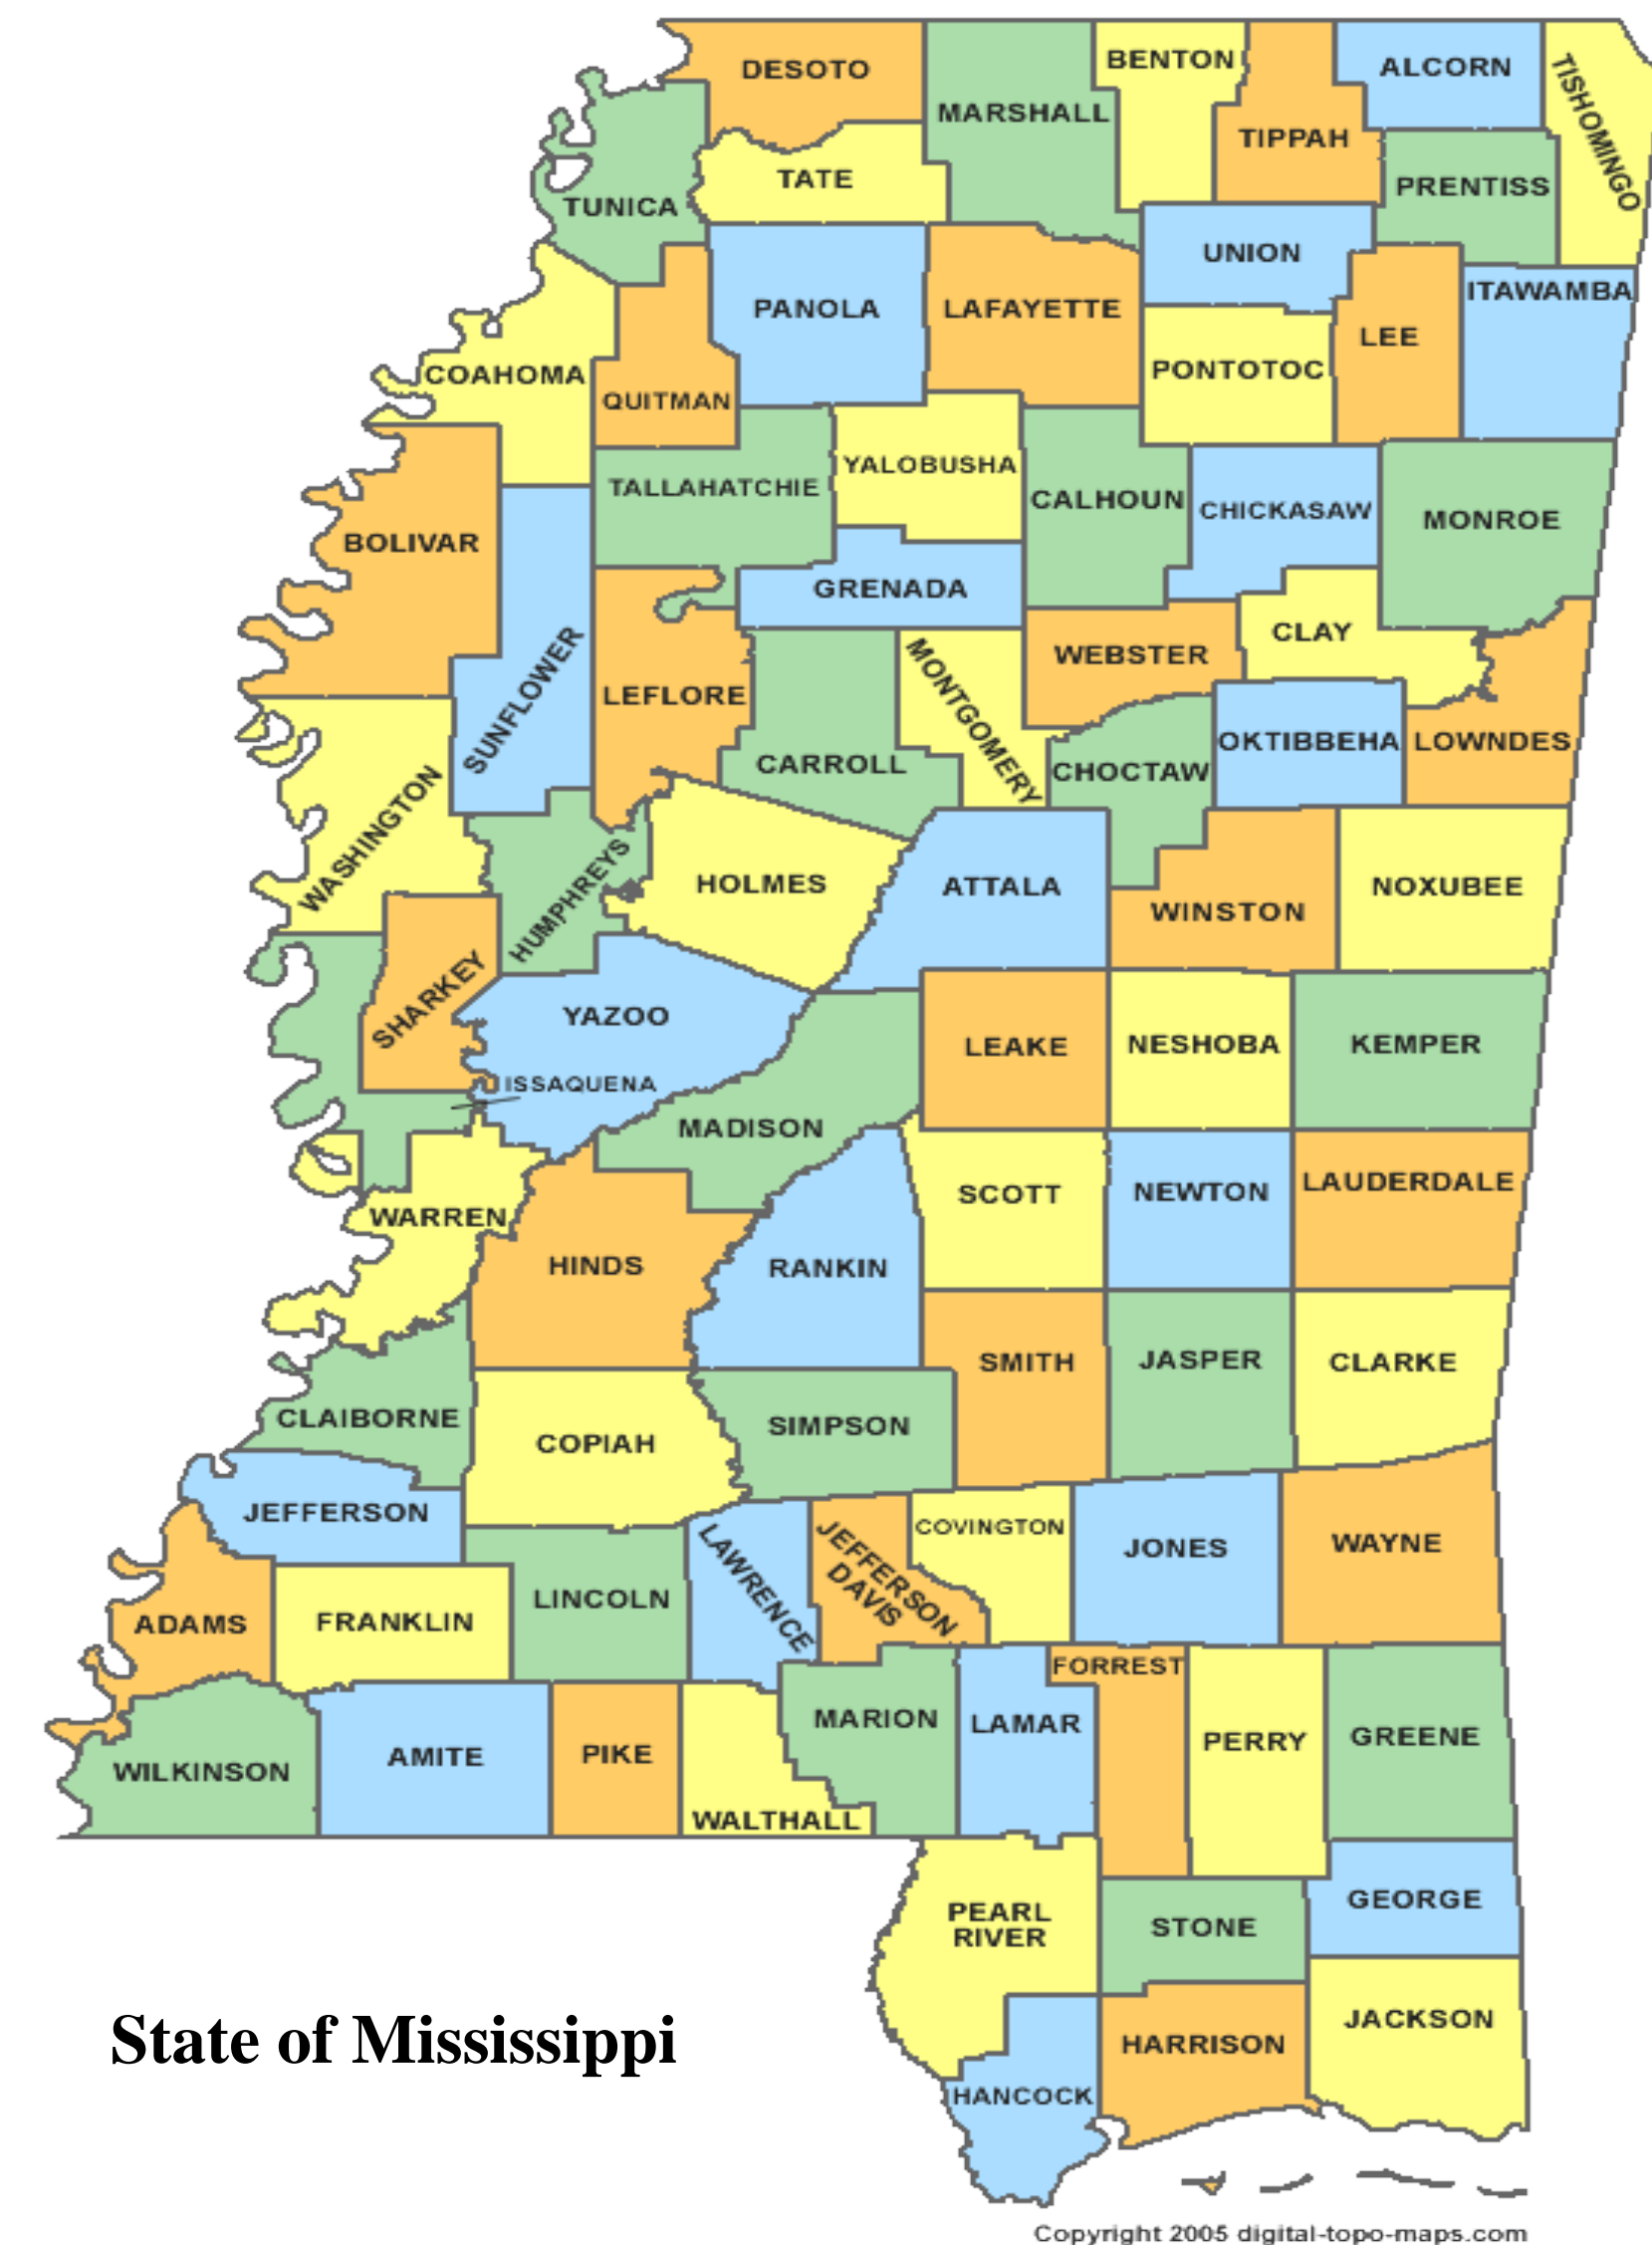 DESOTO
BENTON
ALCORN
TISHOMINGO
MARSHALL
TIPPAH
TATE
PRENTISS
TUNICA
UNION
ITAWAMBA
PANOLA
LAFAYETTE
LEE
PONTOTOC
COAHOMA
QUITMAN
YALOBUSHA
TALLAHATCHIE
CALHOUN
CHICKASAW
MONROE
BOLIVAR
GRENADA
CLAY
WEBSTER
SUNFLOWER
LEFLORE
MONTGOMERY
OKTIBBEHA
LOWNDES
CARROLL
CHOCTAW
WASHINGTON
HUMPHREYS
HOLMES
ATTALA
NOXUBEE
WINSTON
SHARKEY
YAZOO
LEAKE
NESHOBA
KEMPER
ISSAQUENA
MADISON
SCOTT
NEWTON
LAUDERDALE
WARREN
HINDS
RANKIN
SMITH
JASPER
CLARKE
CLAIBORNE
COPIAH
SIMPSON
JEFFERSON
LAWRENCE
JEFFERSON
DAVIS
COVINGTON
JONES
WAYNE
ADAMS
FRANKLIN
LINCOLN
FORREST
MARION
LAMAR
PERRY
GREENE
WILKINSON
AMITE
PIKE
WALTHALL
PEARL
RIVER
STONE
GEORGE
JACKSON
HARRISON
HANCOCK
State of Mississippi
Copyright 2005 digital-topo-maps.com